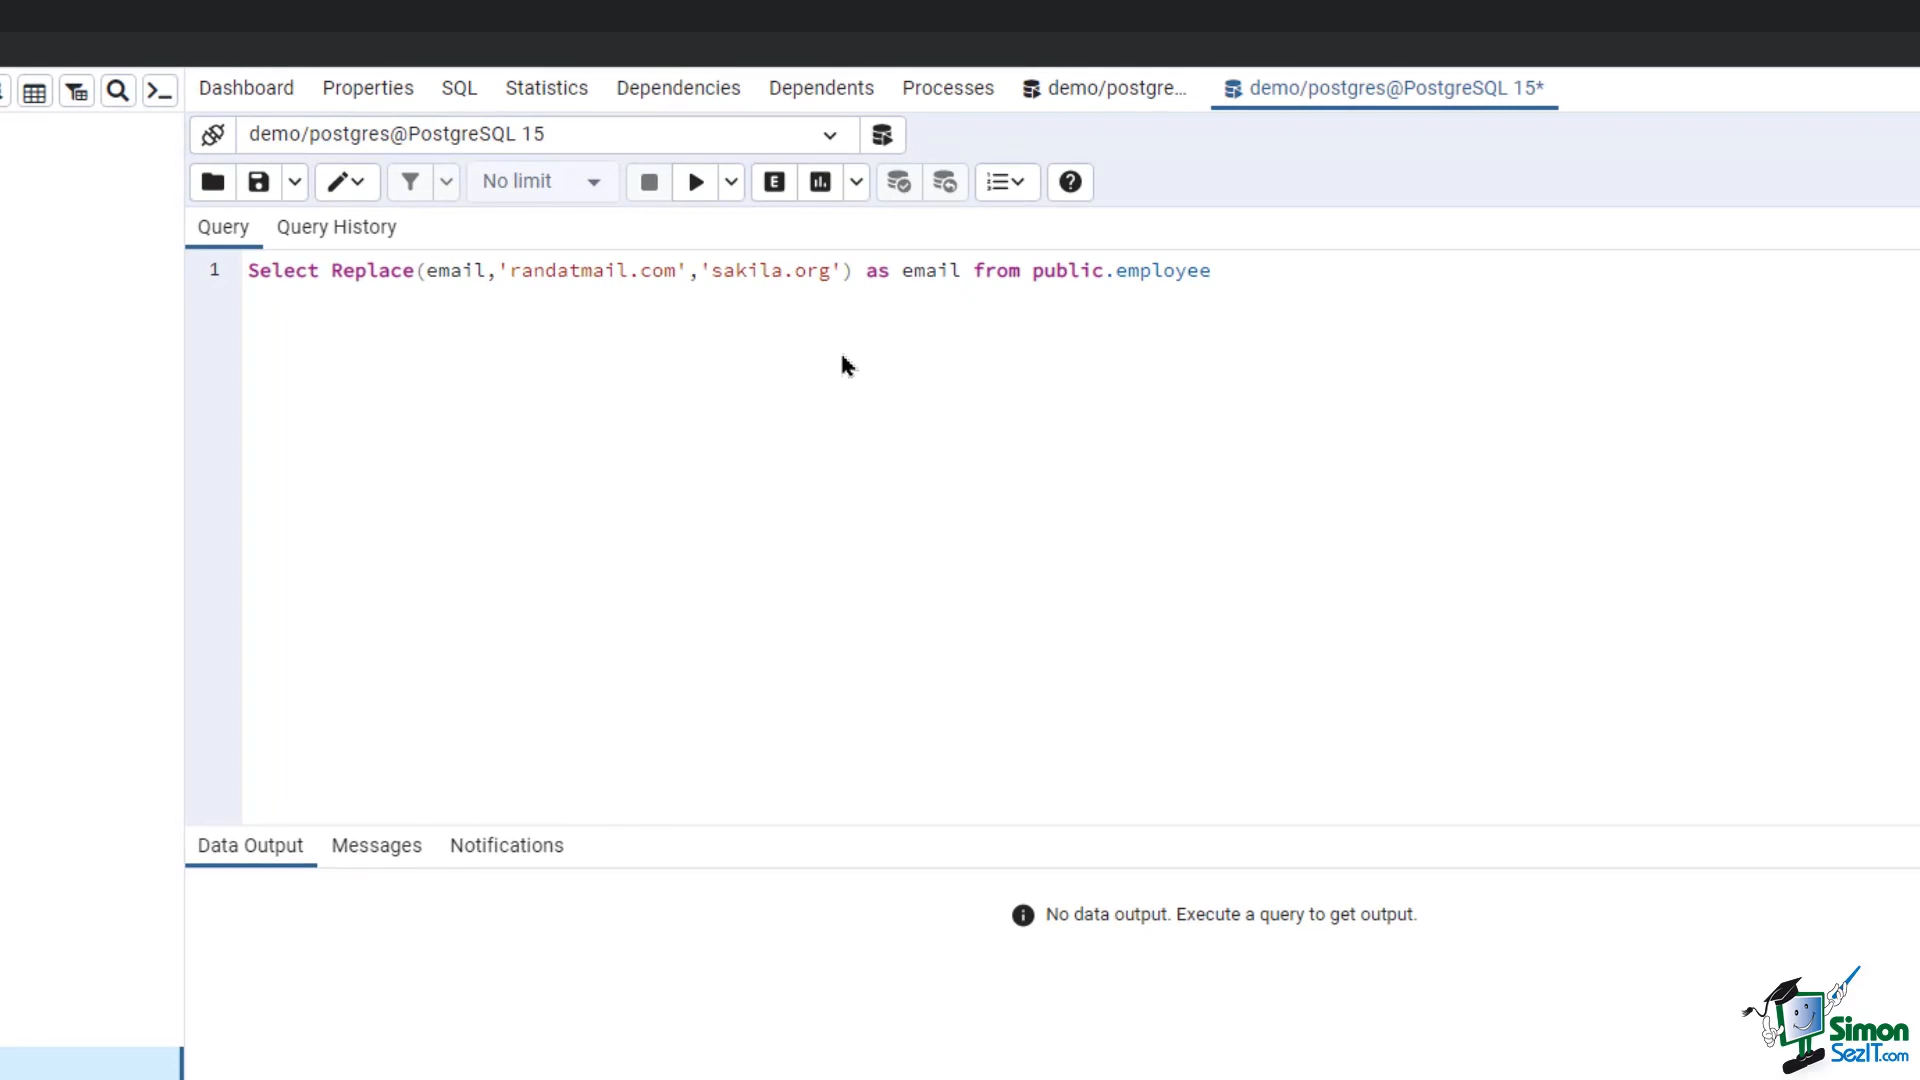 Dashboard Properties SQL Statistics Dependencies Dependents Processes demo/postgre... demo/postgres@PostgreSQL 15*
demo/postgres@PostgreSQL 15
No limit E
Query Query History
1 Select Replace(email,'randatmail.com','sakila.org') as email from public.employee
Data Output Messages Notifications
No data output. Execute a query to get output.
Simon
SezIT.com